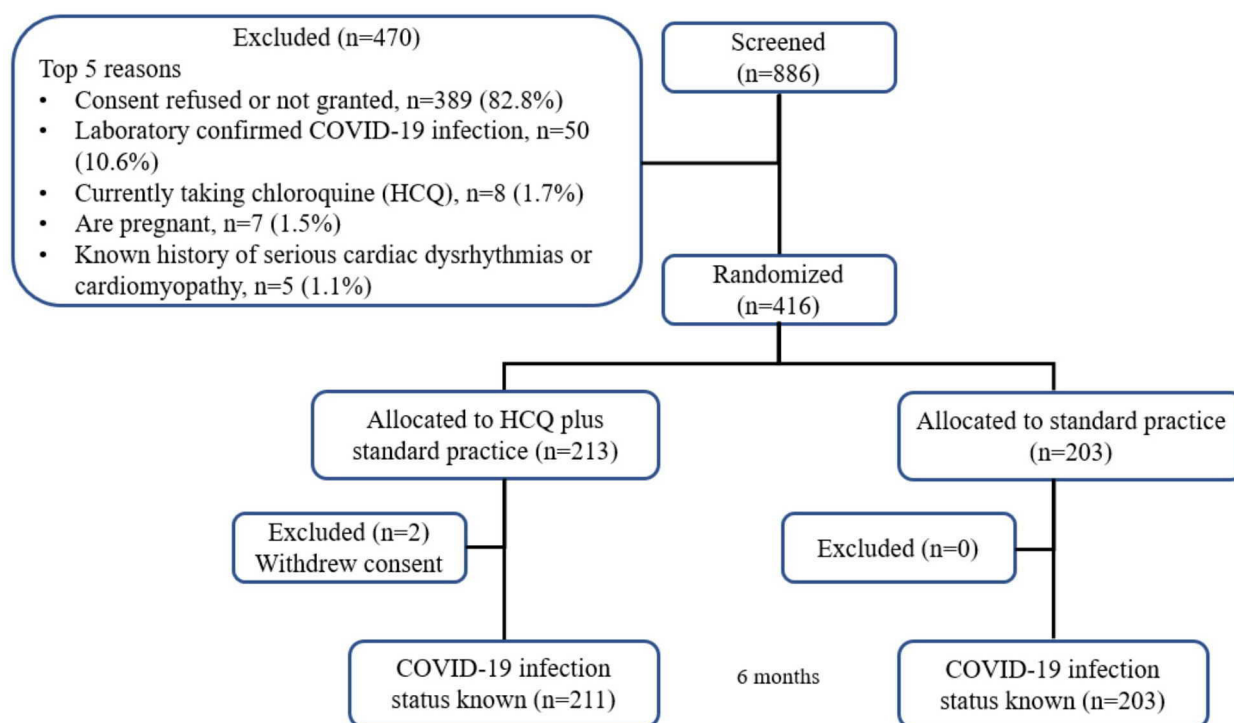 Excluded (n=470)
Top 5 reasons
• Consent refused or not granted, n=389 (82.8%)
• Laboratory confirmed COVID-19 infection, n=50
(10.6%)
• Currently taking chloroquine (HCQ), n=8 (1.7%)
• Are pregnant, n=7 (1.5%)
• Known history of serious cardiac dysrhythmias or
cardiomyopathy, n=5 (1.1%)
Screened
(n=886)
Randomized
(n=416)
Allocated to HCQ plus
standard practice (n=213)
Allocated to standard practice
(n=203)
Excluded (n=2)
Withdrew consent
Excluded (n=0)
COVID-19 infection
status known (n=211)
6 months
COVID-19 infection
status known (n=203)